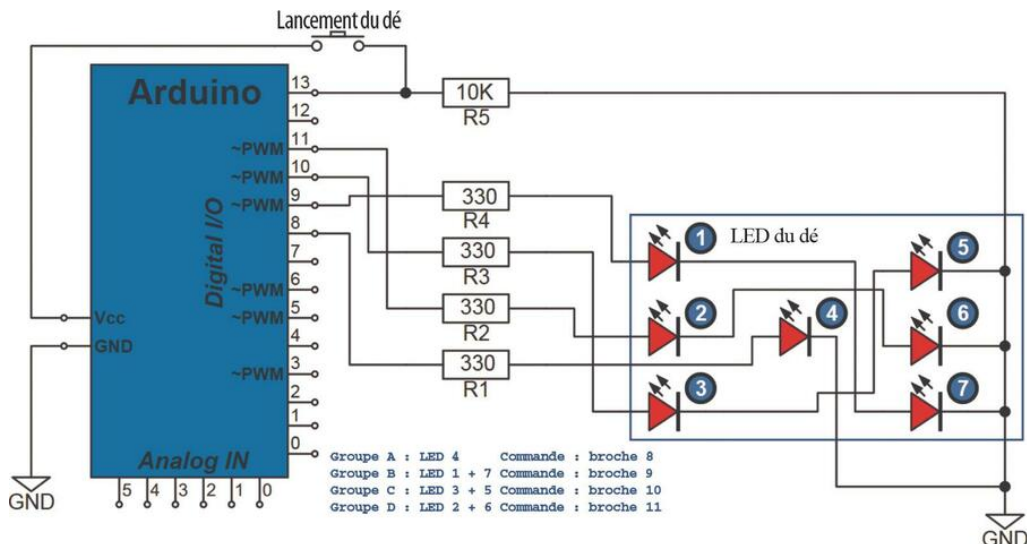 Lancement du dé
Arduino
13
10K
R5
12
~PWM 11
~PWM 10
~PWM 9
330
R4
8
330
R3
7
330
R2
~PWM 6
330
R1
~PWM 5
4
~PWM 3
2
1
0
Digital I/O
Vcc
GND
Analog IN
5 4 3 2 1 0
GND
LED du dé
1
2
3
4
5
6
7
Groupe A : LED 4 Commande : broche 8
Groupe B : LED 1 + 7 Commande : broche 9
Groupe C : LED 3 + 5 Commande : broche 10
Groupe D : LED 2 + 6 Commande : broche 11
GND